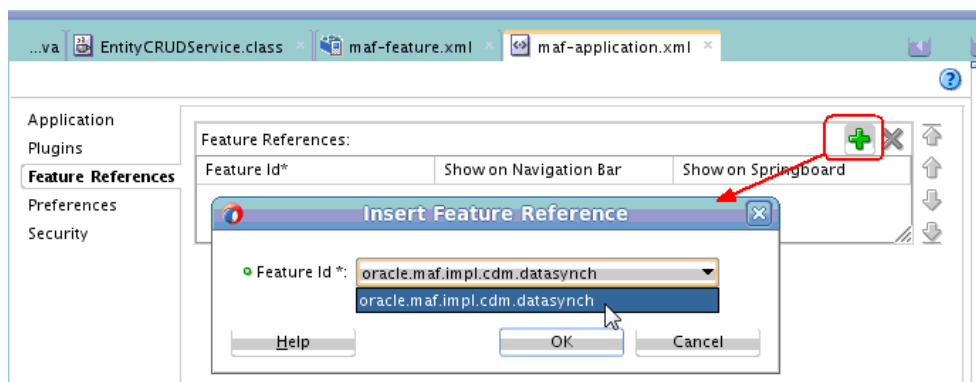 ...va EntityCRUDService.class maf-feature.xml maf-application.xml
Application
Plugins
Feature References
Preferences
Security
Feature References:
Feature Id* Show on Navigation Bar Show on Springboard
Insert Feature Reference
Feature Id *: oracle.maf.impl.cdm.datasynch
oracle.maf.impl.cdm.datasynch
Help OK Cancel